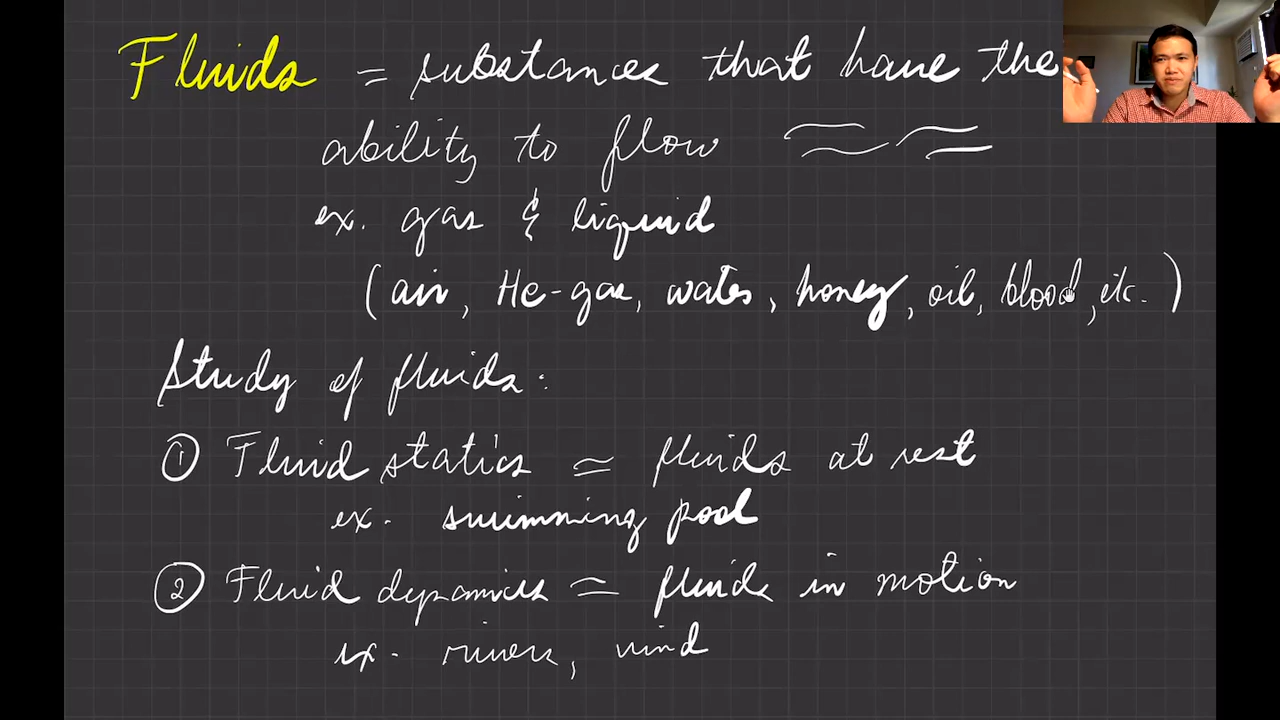 Fluids = substances that have the
ability to flow
ex. gas & liquid
(air, He-gas, water, honey, oil, blood, etc.)
Study of fluids:
① Fluid statics = fluids at rest
ex. swimming pool
② Fluid dynamics = fluids in motion
ex. rivers, wind